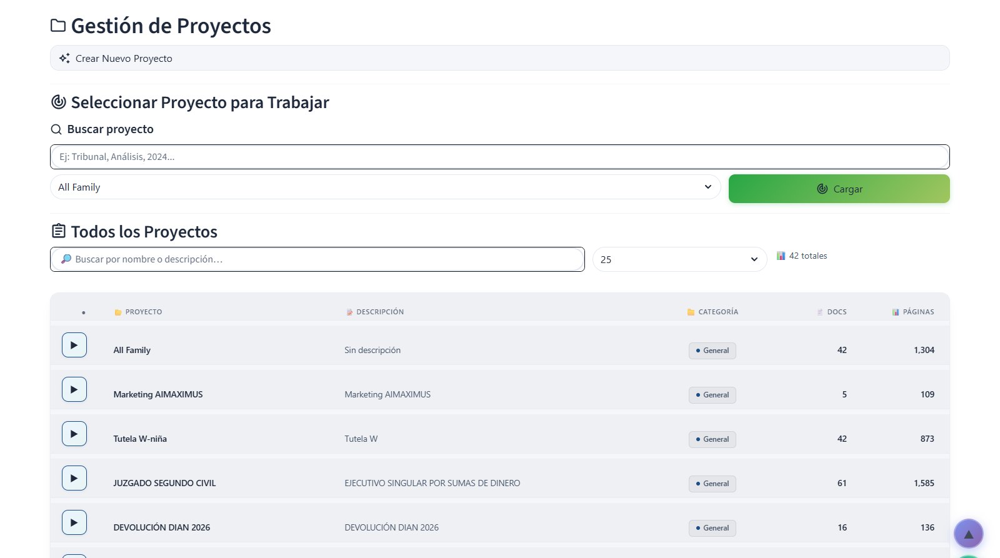 Gestión de Proyectos
Crear Nuevo Proyecto
Seleccionar Proyecto para Trabajar
Buscar proyecto
Ej: Tribunal, Análisis, 2024...
All Family
Cargar
Todos los Proyectos
Buscar por nombre o descripción...
25
42 totales
PROYECTO DESCRIPCIÓN CATEGORÍA DOCS PÁGINAS
All Family Sin descripción General 42 1,304
Marketing AIMAXIMUS Marketing AIMAXIMUS General 5 109
Tutela W-niña Tutela W General 42 873
JUZGADO SEGUNDO CIVIL EJECUTIVO SINGULAR POR SUMAS DE DINERO General 61 1,585
DEVOLUCIÓN DIAN 2026 DEVOLUCIÓN DIAN 2026 General 16 136